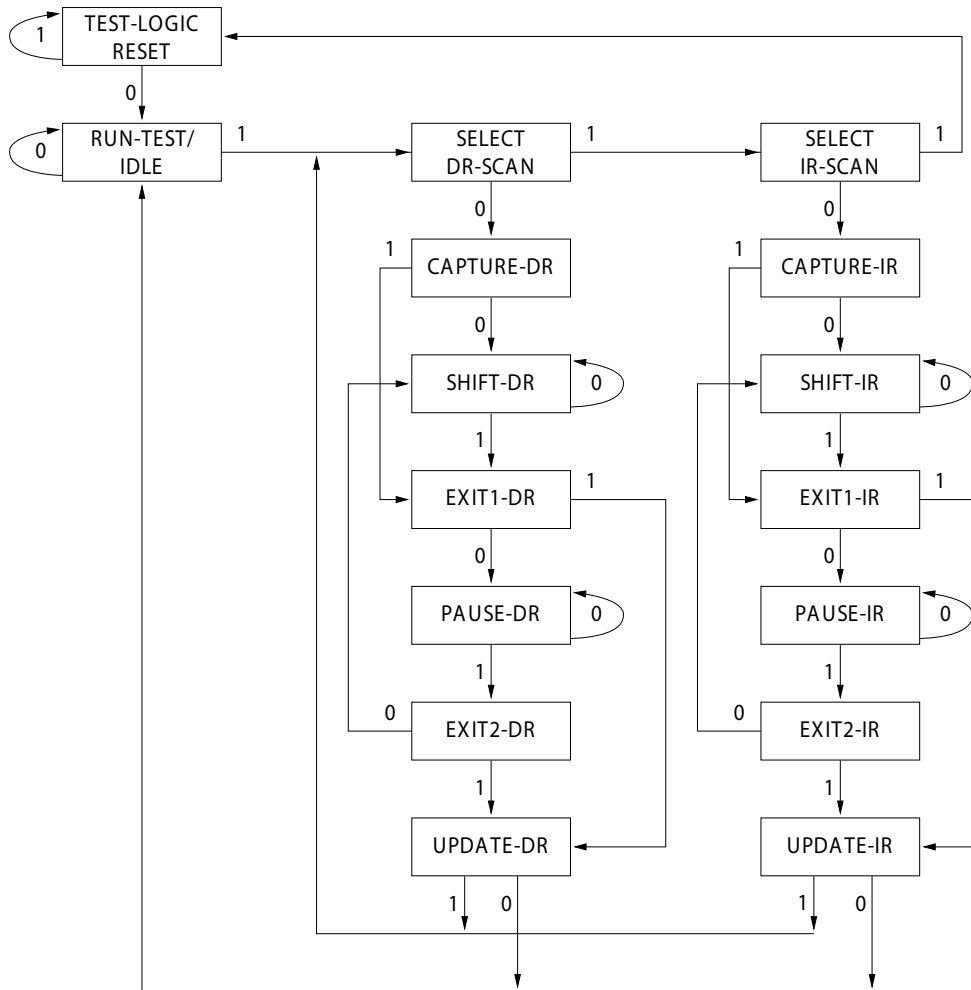 TEST-LOGIC
RESET
1
0
RUN-TEST/
IDLE
0
1
SELECT
DR-SCAN
1
SELECT
IR-SCAN
1
0
0
1
CAPTURE-DR
1
CAPTURE-IR
0
0
SHIFT-DR
0
SHIFT-IR
0
1
1
EXIT1-DR
1
EXIT1-IR
1
0
0
PAUSE-DR
0
PAUSE-IR
0
1
1
0
EXIT2-DR
0
EXIT2-IR
1
1
UPDATE-DR
UPDATE-IR
1
0
1
0